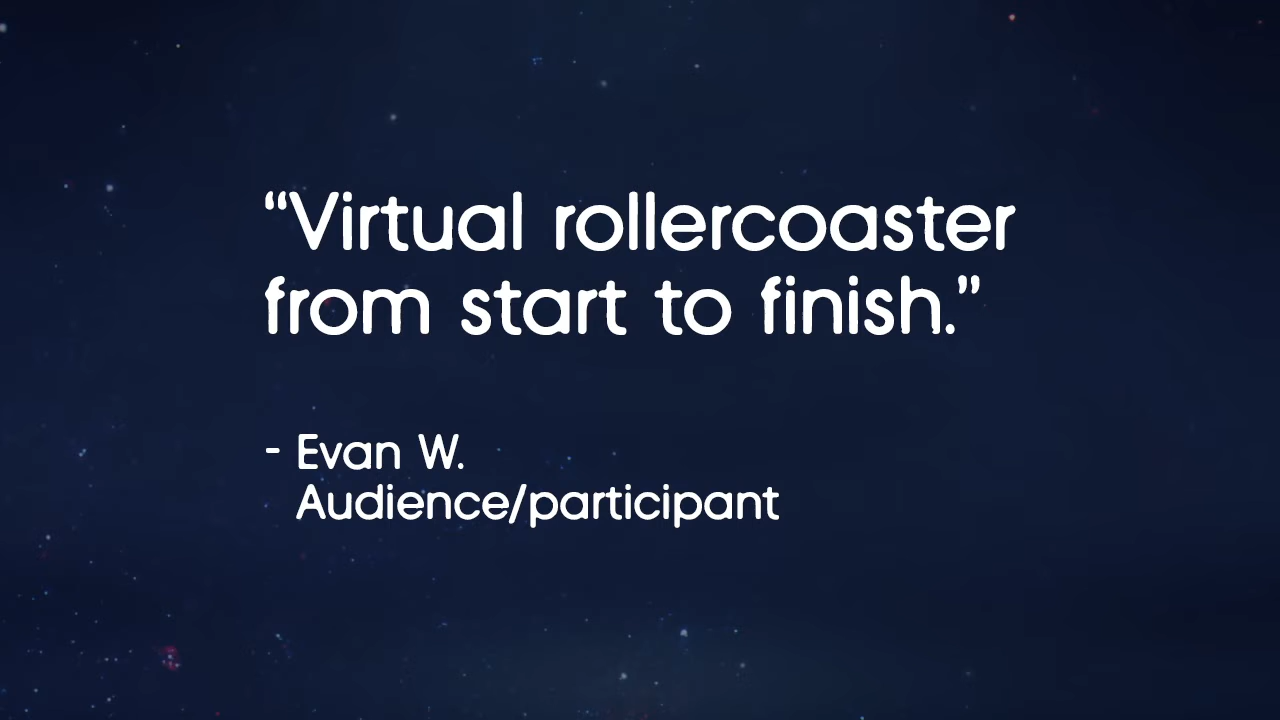 “Virtual rollercoaster
from start to finish.”
- Evan W.
Audience/participant